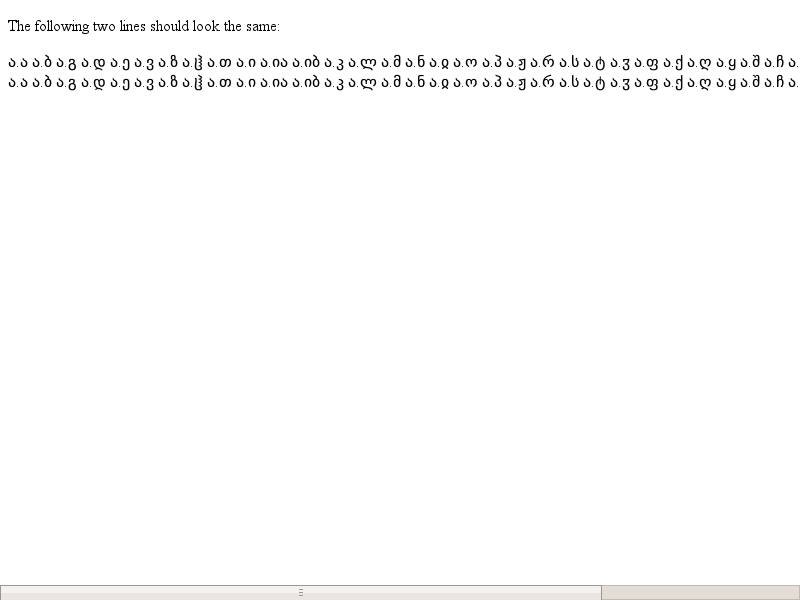 The following two lines should look the same:
ა.ა ა.ბ ა.გ ა.დ ა.ე ა.ვ ა.ზ ა.ჱ ა.თ ა.ი ა.ია ა.იბ ა.კ ა.ლ ა.მ ა.ნ ა.ჲ ა.ო ა.პ ა.ჟ ა.რ ა.ს ა.ტ ა.ჳ ა.ფ ა.ქ ა.ღ ა.ყ ა.შ ა.ჩ ა.
ა.ა ა.ბ ა.გ ა.დ ა.ე ა.ვ ა.ზ ა.ჱ ა.თ ა.ი ა.ია ა.იბ ა.კ ა.ლ ა.მ ა.ნ ა.ჲ ა.ო ა.პ ა.ჟ ა.რ ა.ს ა.ტ ა.ჳ ა.ფ ა.ქ ა.ღ ა.ყ ა.შ ა.ჩ ა.